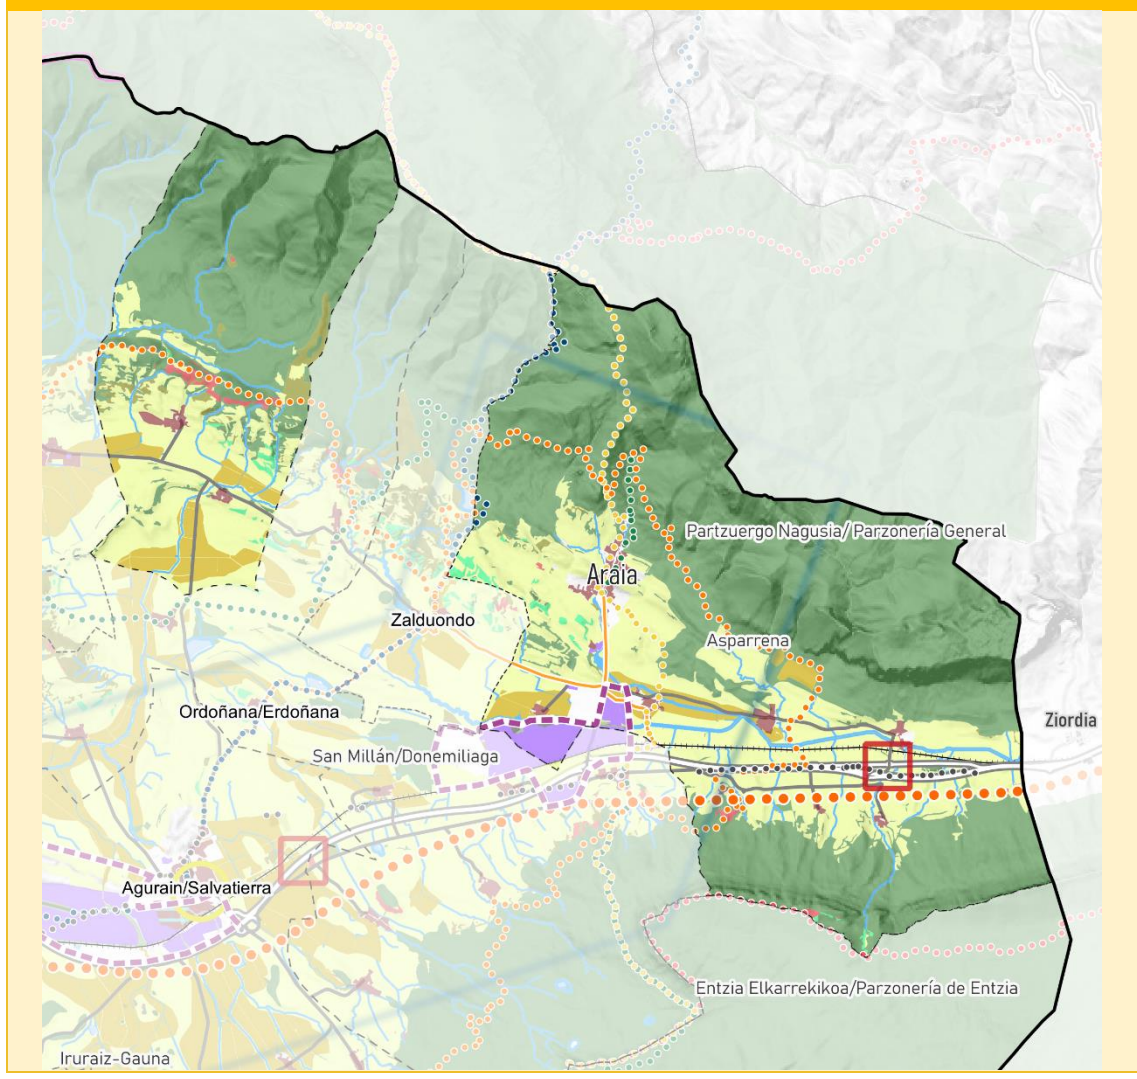 Partzuergo Nagusia/Parzonería General
Araia
Zalduondo
Asparrena
Ordoñana/Erdoñana
Ziordia
San Millán/Donemiliaga
Agurain/Salvatierra
Entzia Elkarrekikoa/Parzonería de Entzia
Iruraiz-Gauna